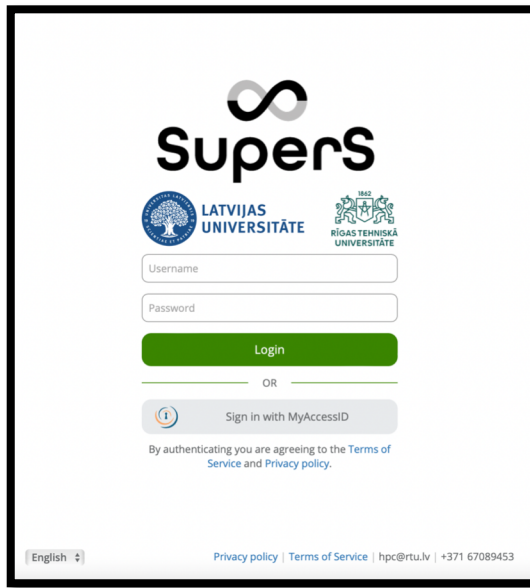 SuperS
LATVIJAS
UNIVERSITĀTE
1862
RĪGAS TEHNISKĀ
UNIVERSITĀTE
Username
Password
Login
OR
Sign in with MyAccessID
By authenticating you are agreeing to the Terms of
Service and Privacy policy.
English
Privacy policy | Terms of Service | hpc@rtu.lv | +371 67089453